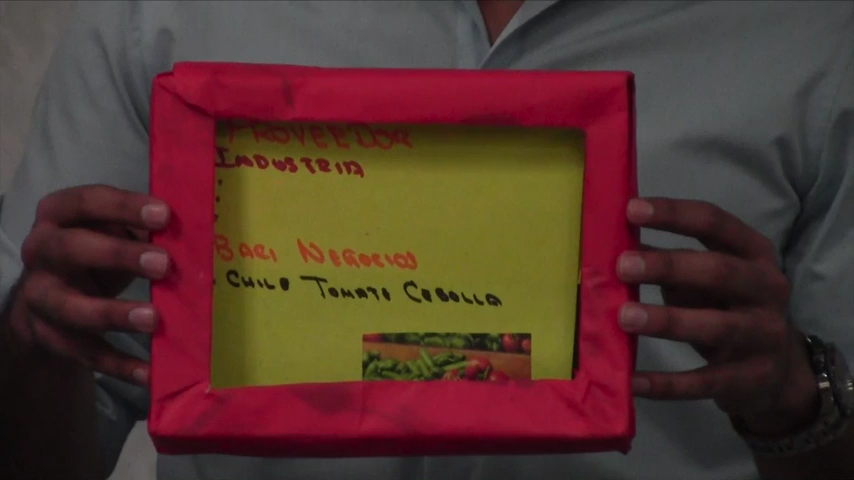 PROVEEDOR
INDUSTRIA
BARI NEGOCIOS
. CHILE TOMATE CEBOLLA